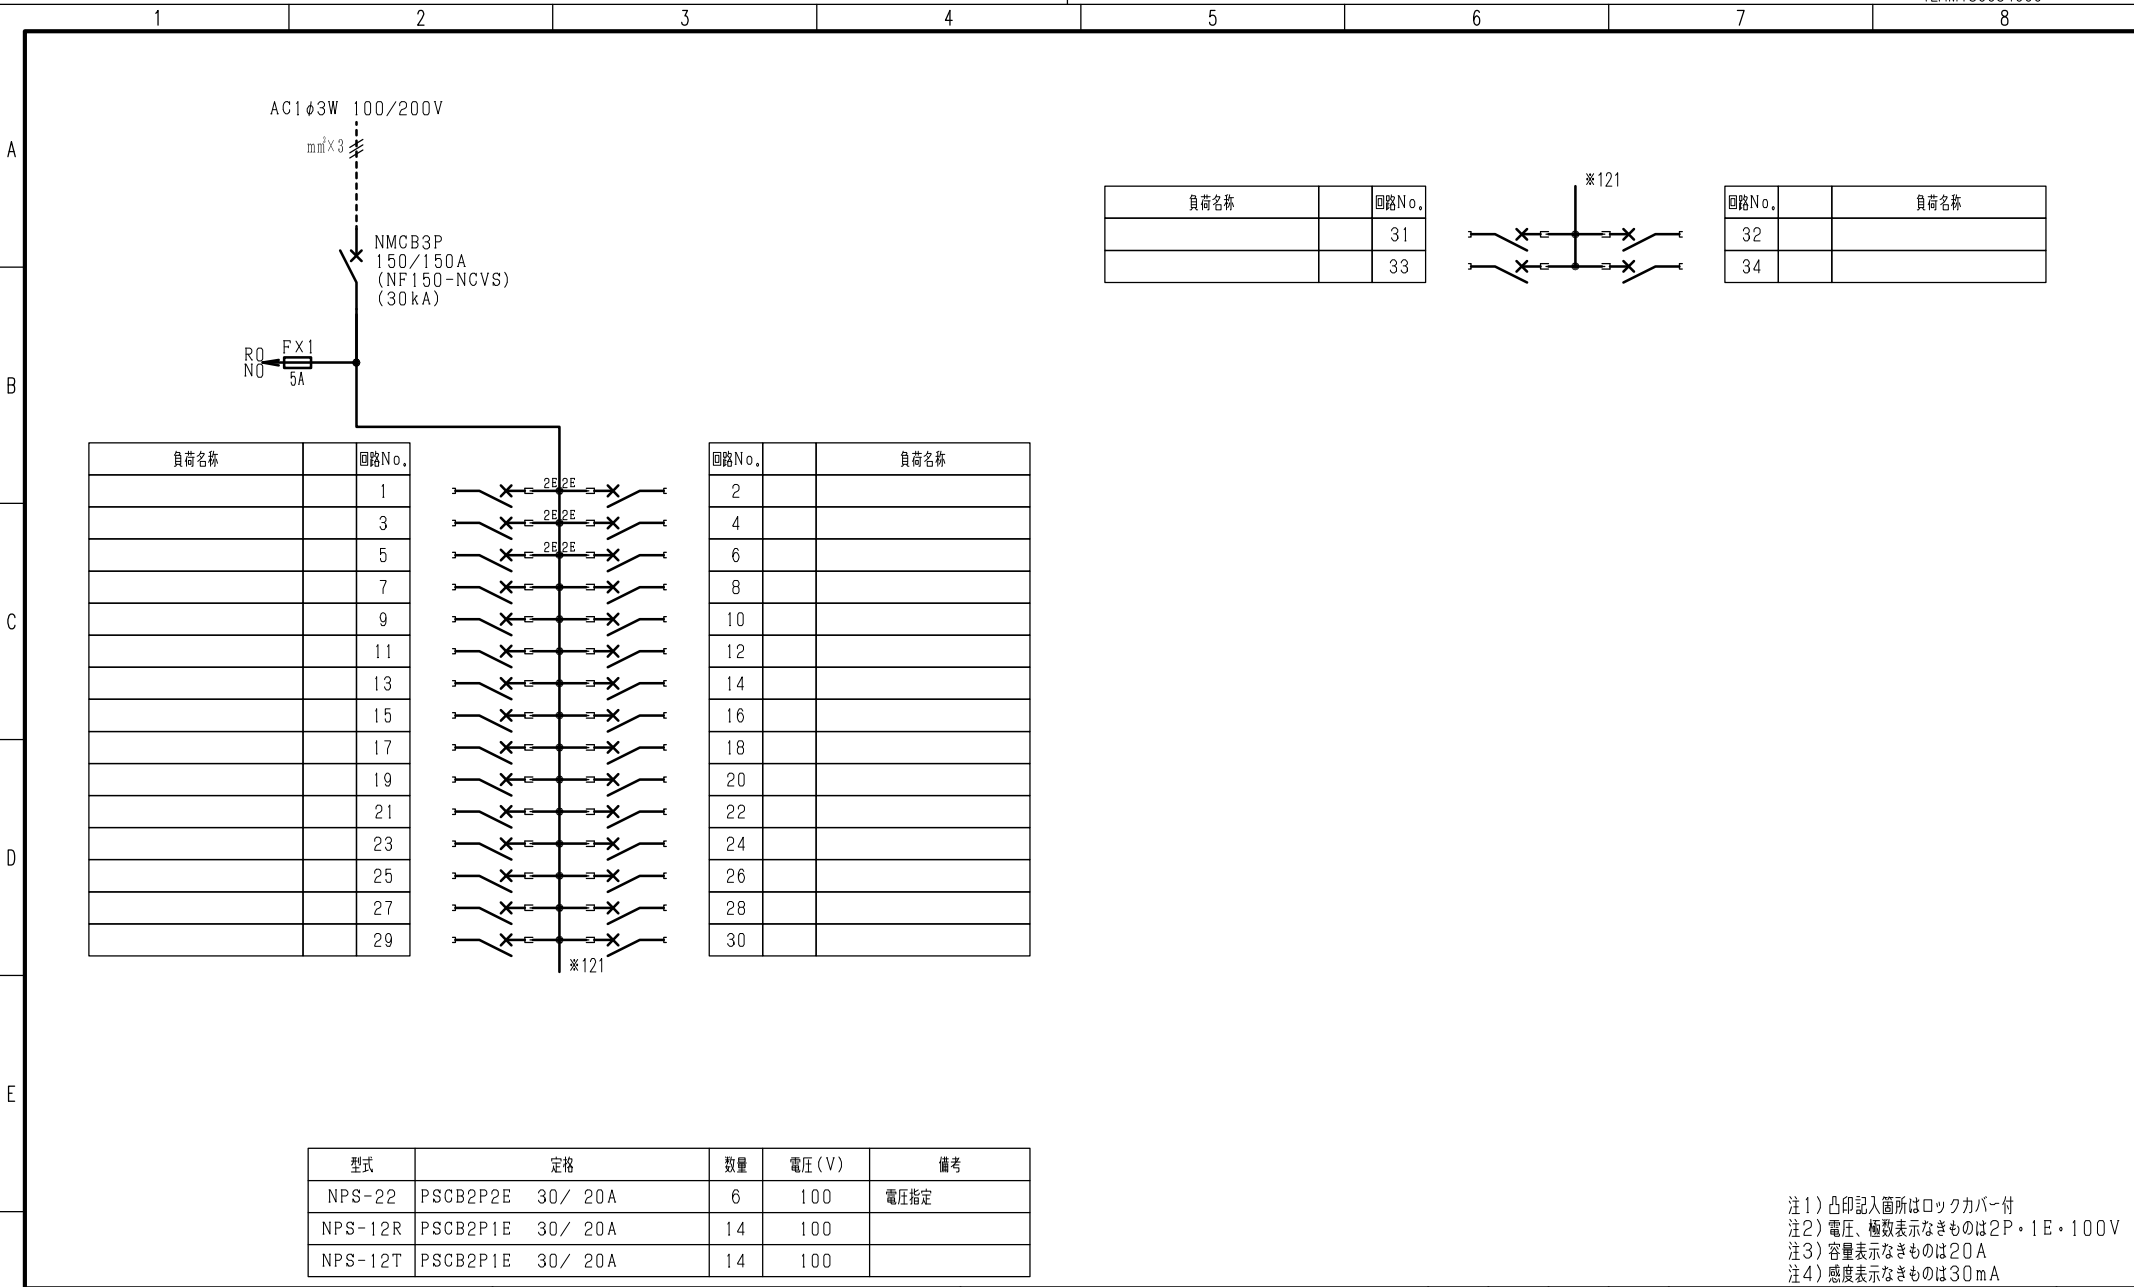 1 2 3 4 5 6 7 8
A
B
C
D
E
AC1φ3W 100/200V
mm²×3
NMCB3P
150/150A
(NF150-NCVS)
(30kA)
R0
N0
F×1
5A
負荷名称 回路No.
1
3
5
7
9
11
13
15
17
19
21
23
25
27
29
2E 2E
2E 2E
2E 2E
※121
回路No. 負荷名称
2
4
6
8
10
12
14
16
18
20
22
24
26
28
30
負荷名称 回路No.
31
33
※121
回路No. 負荷名称
32
34
型式 定格 数量 電圧(V) 備考
NPS-22 PSCB2P2E 30/ 20A 6 100 電圧指定
NPS-12R PSCB2P1E 30/ 20A 14 100
NPS-12T PSCB2P1E 30/ 20A 14 100
注1)凸印記入箇所はロックカバー付
注2)電圧、極数表示なきものは2P・1E・100V
注3)容量表示なきものは20A
注4)感度表示なきものは30mA